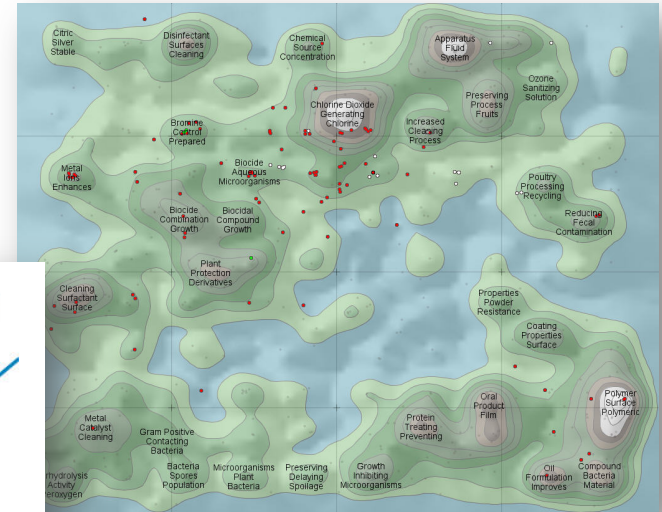 Citric
Silver
Stable
Disinfectant
Surfaces
Cleaning
Chemical
Source
Concentration
Apparatus
Fluid
System
Ozone
Sanitizing
Solution
Preserving
Process
Fruits
Chlorine Dioxide
Generating
Chlorine
Increased
Cleaning
Process
Bromine
Control
Prepared
Metal
Ions
Enhances
Biocide
Aqueous
Microorganisms
Poultry
Processing
Recycling
Biocide
Combination
Growth
Biocidal
Compound
Growth
Reducing
Fecal
Contamination
Plant
Protection
Derivatives
Cleaning
Surfactant
Surface
Properties
Powder
Resistance
Coating
Properties
Surface
Polymer
Surface
Polymeric
Oral
Product
Film
Metal
Catalyst
Cleaning
Protein
Treating
Preventing
Gram Positive
Contacting
Bacteria
rhydrolysis
Activity
eroxygen
Bacteria
Spores
Population
Microorganisms
Plant
Bacteria
Preserving
Delaying
Spoilage
Growth
Inhibiting
Microorganisms
Oil
Formulation
Improves
Compound
Bacteria
Material